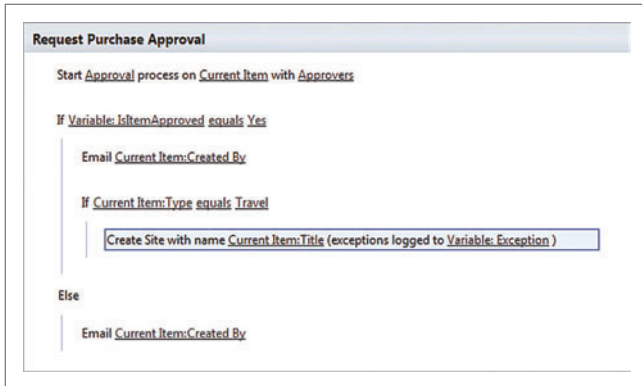 Request Purchase Approval
Start Approval process on Current Item with Approvers
If Variable: IsItemApproved equals Yes
Email Current Item:Created By
If Current Item:Type equals Travel
Create Site with name Current Item:Title (exceptions logged to Variable: Exception )
Else
Email Current Item:Created By